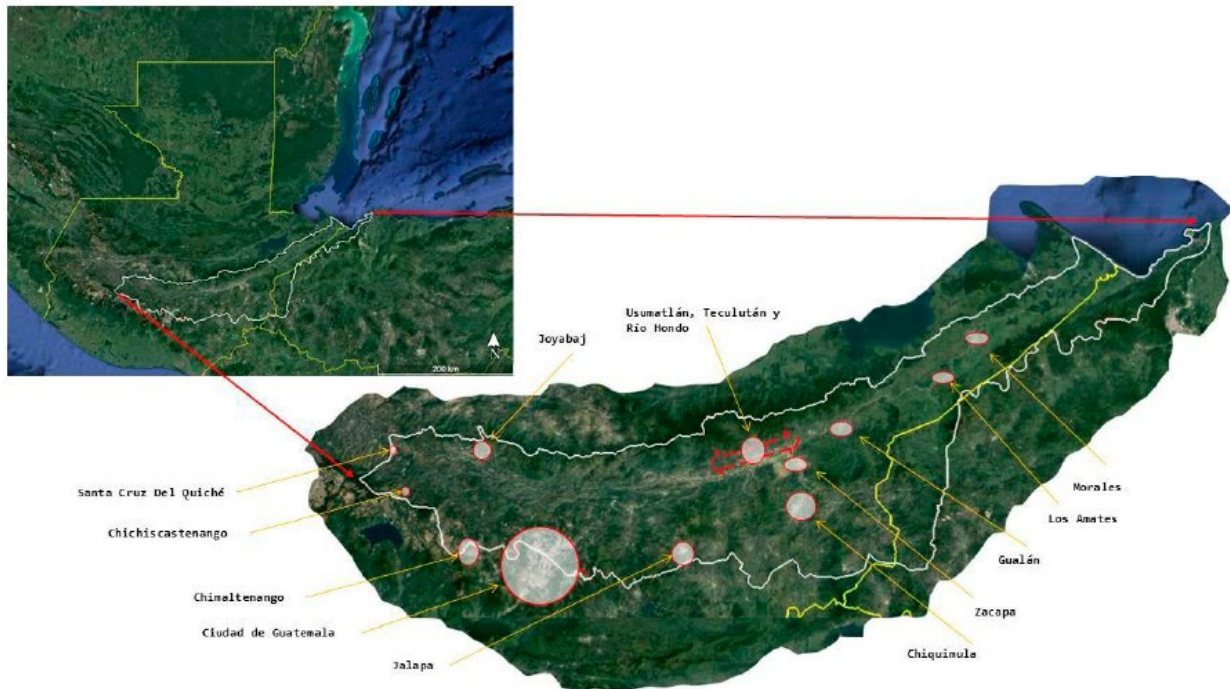 N
200 km
Usumatlán, Teculután y
Río Hondo
Joyabaj
Santa Cruz Del Quiché
Chichiscastenango
Chimaltenango
Ciudad de Guatemala
Jalapa
Morales
Los Amates
Gualán
Zacapa
Chiquimula